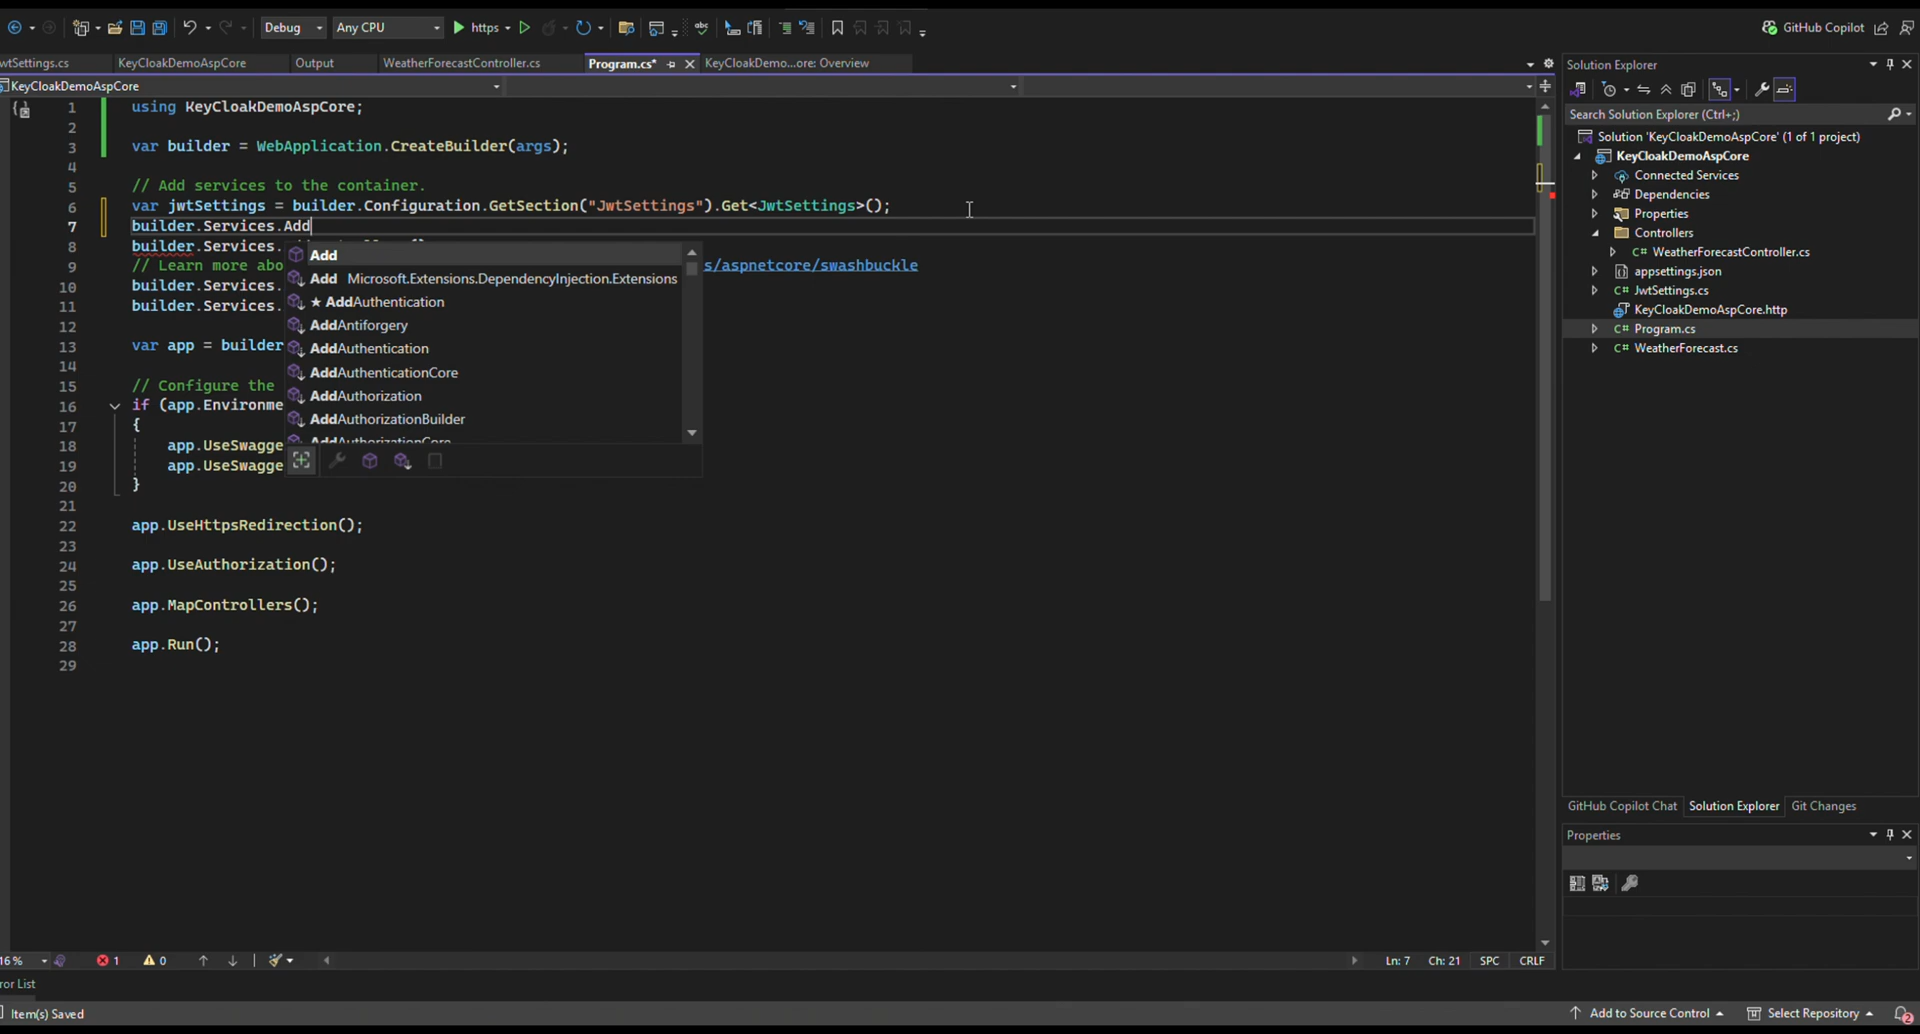 Debug
Any CPU
https
GitHub Copilot
wtSettings.cs
KeyCloakDemoAspCore
Output
WeatherForecastController.cs
Program.cs*
KeyCloakDemo...ore: Overview
KeyCloakDemoAspCore
1 using KeyCloakDemoAspCore;
2
3 var builder = WebApplication.CreateBuilder(args);
4
5 // Add services to the container.
6 var jwtSettings = builder.Configuration.GetSection("JwtSettings").Get<JwtSettings>();
7 builder.Services.Add
8 builder.Services.
9 // Learn more abo s/aspnetcore/swashbuckle
10 builder.Services.
11 builder.Services.
12
13 var app = builder
14
15 // Configure the
16 if (app.Environme
17 {
18 app.UseSwagge
19 app.UseSwagge
20 }
21
22 app.UseHttpsRedirection();
23
24 app.UseAuthorization();
25
26 app.MapControllers();
27
28 app.Run();
29
Add
Add Microsoft.Extensions.DependencyInjection.Extensions
★ AddAuthentication
AddAntiforgery
AddAuthentication
AddAuthenticationCore
AddAuthorization
AddAuthorizationBuilder
AddAuthorizationCore
Solution Explorer
Search Solution Explorer (Ctrl+;)
Solution 'KeyCloakDemoAspCore' (1 of 1 project)
KeyCloakDemoAspCore
Connected Services
Dependencies
Properties
Controllers
C# WeatherForecastController.cs
appsettings.json
C# JwtSettings.cs
KeyCloakDemoAspCore.http
C# Program.cs
C# WeatherForecast.cs
GitHub Copilot Chat
Solution Explorer
Git Changes
Properties
16 %
1
0
Ln: 7
Ch: 21
SPC
CRLF
ror List
Item(s) Saved
Add to Source Control
Select Repository
2